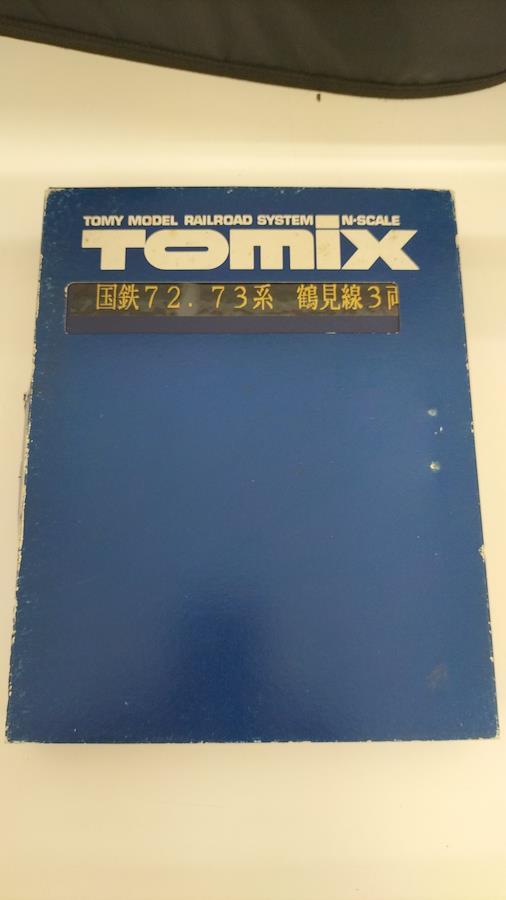 TOMY MODEL RAILROAD SYSTEM N・SCALE
TOMIX
国鉄72.73系 鶴見線3両